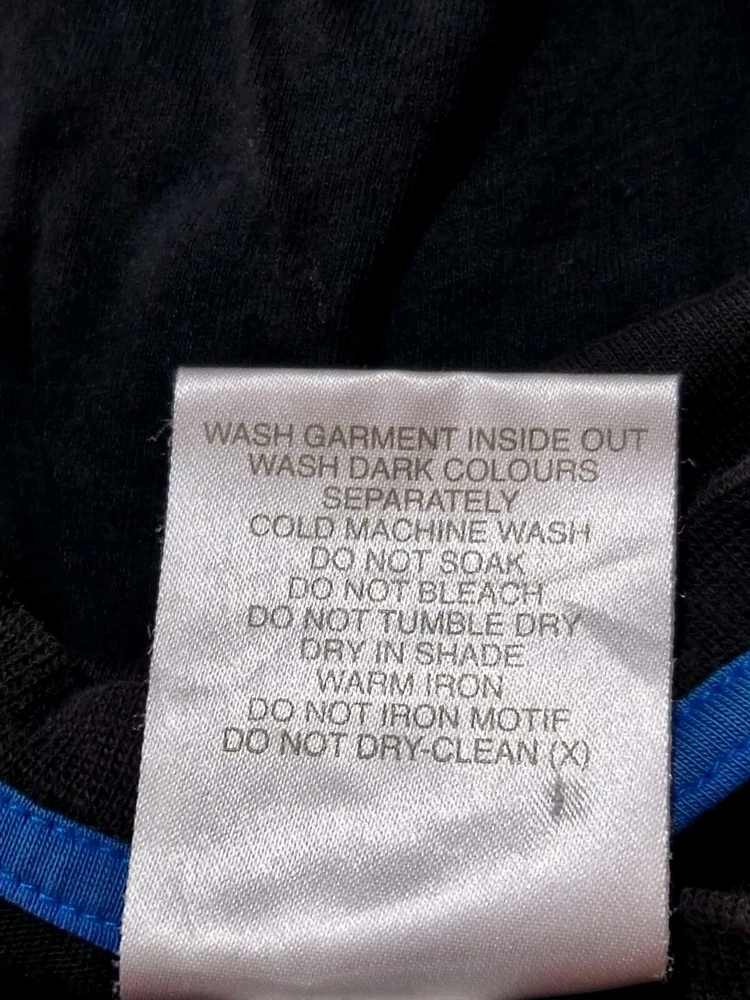 WASH GARMENT INSIDE OUT
WASH DARK COLOURS
SEPARATELY
COLD MACHINE WASH
DO NOT SOAK
DO NOT BLEACH
DO NOT TUMBLE DRY
DRY IN SHADE
WARM IRON
DO NOT IRON MOTIF
DO NOT DRY-CLEAN (X)